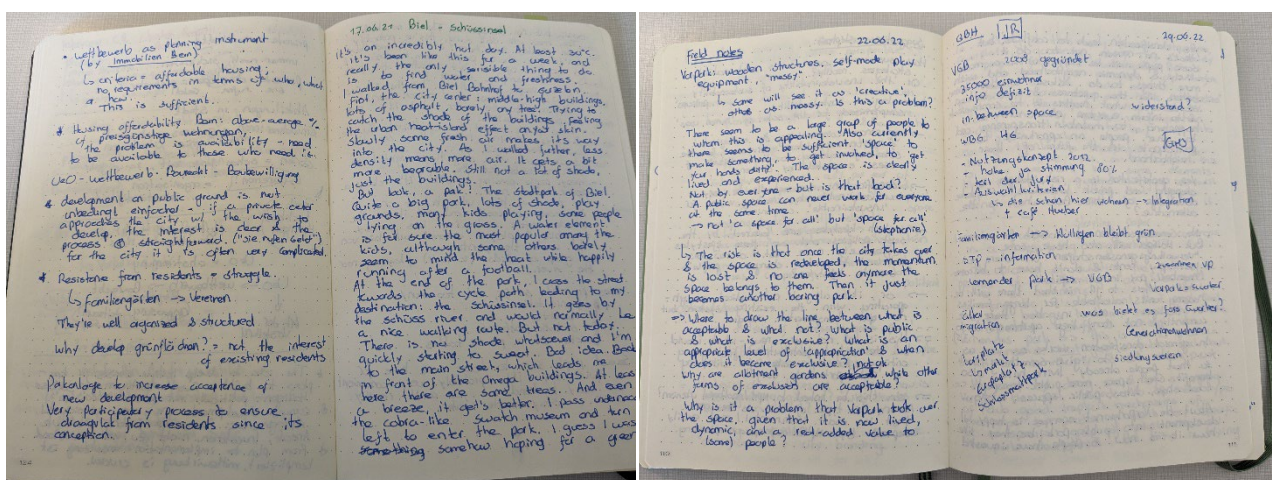 • Wettbewerb as planning instrument
(by Immobilien Bern)
↳ criteria = affordable housing;
no requirements in terms of who, what
& how.
This is sufficient.
* Housing affordability Bern: above-average %
of preisgünstige wohnungen,
the problem is availability - need
to be available to those who need it.
UeO - wettbewerb - Baurecht - Baubewilligung
* development on public ground is not
unbedingt einfacher - if a private actor
approaches the city w/ the wish to
develop, the interest is clear & the
process straightforward. ("sie rufen Geld")
for the city it is often very complicated.
* Resistense from residents = struggle.
↳ Familiengärten → Vereinen
They're well organized & structured
Why develop grünflächen? = not the interest
of existing residents
Parkanlage to increase acceptance of
new development
Very participatory process to ensure
from residents since its
conception.
17.06.21 Biel - Schüssinsel
it's an incredibly hot day. At least 34°C.
It's been like this for a week, and
really, the only sensible thing to do
is to find water and freshness.
I walked from Biel Bahnhof to
First, the city center: middle-high buildings,
lots of asphalt, barely any tree. Trying to
catch the shade of the buildings, feeling
the urban heat-island effect on my skin.
Slowly some fresh air makes its way
into the city. As I walked further, less
density means more air. It gets a bit
more bearable. Still not a lot of shade,
just the buildings.
But look, a park! The stadtpark of Biel.
Quite a big park, lots of shade, play
grounds, many kids playing, some people
lying on the grass. A water element
is for sure the most popular among the
kids, although some others barely
seem to mind the heat while happily
running after a football.
At the end of the park, I cross the street
towards the cycle path leading to my
destination: the schüssinsel. It goes by
the schüss river and would normally be
a nice walking route. But not today:
There is no shade whatsoever and I'm
quickly starting to sweat. Bad idea. Back
to the main street, which leads me
in front of the Omega buildings. At least
here there are some trees. And even
a breeze, it get's better. I pass underneath
the cobra-like Swatch museum and turn
left to enter the park. I guess I was
something somehow hoping for a green
Field notes 22.06.22
Vorpark: wooden structures, self-made play
equipment, "messy"
↳ some will see it as 'creative',
others as messy. Is this a problem?
There seem to be a large group of people to
whom this is appealing. Also currently
there seems to be sufficient 'space' to
make something, to get involved, to get
your hands dirty. The space is clearly
lived and experienced.
Not by everyone - but is that bad?
A public space can never work for everyone
at the same time
→ not 'a space for all' but 'space for all'
(stephanie)
↳ The risk is that once the city takes over
& the space is redeveloped, the momentum
is lost & no one feels anymore the
space belongs to them. Then it just
becomes another boring park.
=> Where to draw the line between what is
acceptable & what not? What is public
& what is exclusive? What is an
appropriate level of 'appropriation' & when
does it become exclusive? not ok
Why are allotment gardens while other
forms of exclusion are acceptable?
Why is it a problem that Vorpark took over
the space, given that it is now lived,
dynamic, and a real-added value to
(some) people?
GBH JR 29.06.22
VGB 2008 gegründet
35000 einwohner
info defizit
in-between space widerstand?
WBG HG
UeO
- Nutzungskonzept 2012
- hohe ja stimmung 80%
- teil der jury
- Auswahlkriterien
↳ die schon hier wohnen → Integration
+ café Hueber
Familiengärten → bleibt grün
- information
park → VGB
Vorpark
migration was bietet es fürs Quartier?
Generationwohnen
↳ markt siedlungsverein
Europaplatz
Schlossmattpark